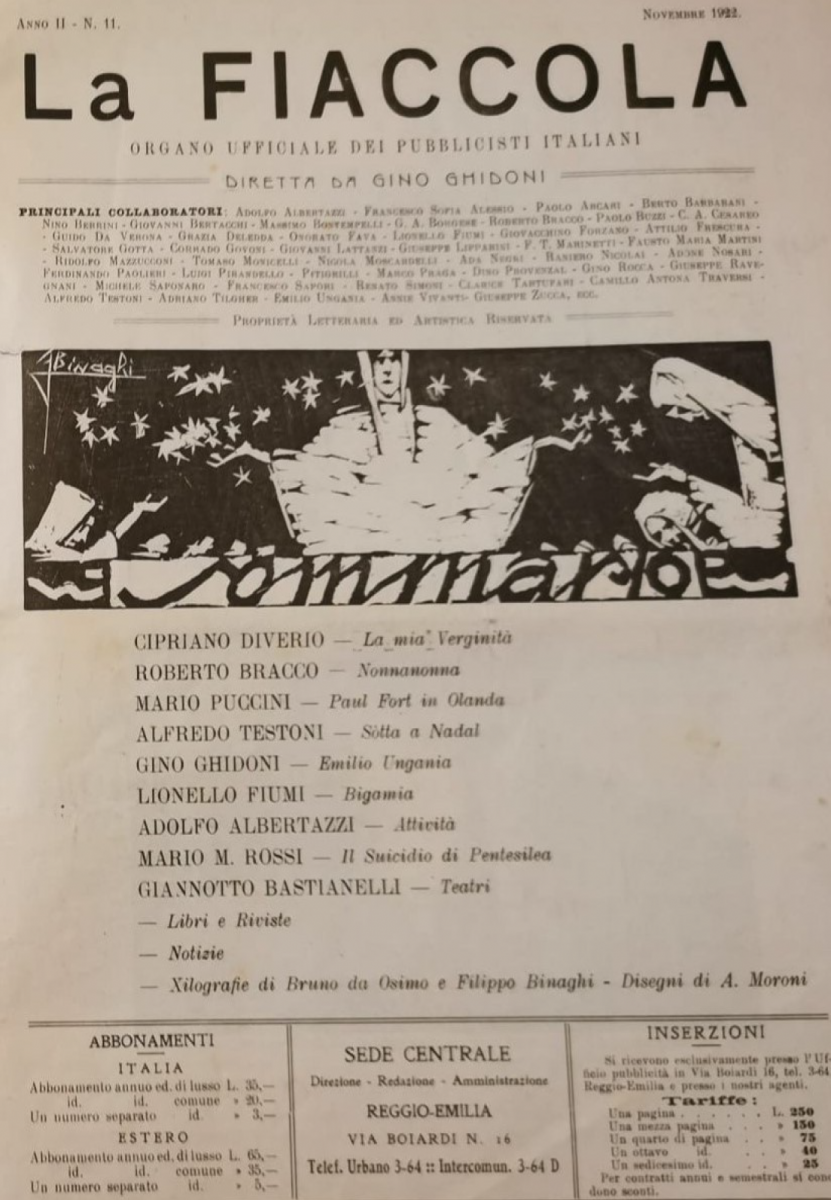 ANNO II - N. 11.
NOVEMBRE 1922.
La FIACCOLA
ORGANO UFFICIALE DEI PUBBLICISTI ITALIANI
DIRETTA DA GINO GHIDONI
PRINCIPALI COLLABORATORI: ADOLFO ALBERTAZZI - FRANCESCO SOFIA ALESSIO - PAOLO ARCARI - BERTO BARBARANI -
NINO BERRINI - GIOVANNI BERTACCHI - MASSIMO BONTEMPELLI - G. A. BORGESE - ROBERTO BRACCO - PAOLO BUZZI - C. A. CESAREO
- GUIDO DA VERONA - GRAZIA DELEDDA - ONORATO FAVA - LIONELLO FIUMI - GIOVACCHINO FORZANO - ATTILIO FRESCURA -
- SALVATORE GOTTA - CORRADO GOVONI - GIOVANNI LATTANZI - GIUSEPPE LIPPARINI - F. T. MARINETTI - FAUSTO MARIA MARTINI
- RIDOLFO MAZZUCCONI - TOMASO MONICELLI - NICOLA MOSCARDELLI - ADA NEGRI - RANIERO NICOLAI - ADONE NOSARI -
FERDINANDO PAOLIERI - LUIGI PIRANDELLO - PITIGRILLI - MARCO PRAGA - DINO PROVENZAL - GINO ROCCA - GIUSEPPE RAVE-
GNANI - MICHELE SAPONARO - FRANCESCO SAPORI - RENATO SIMONI - CLARICE TARTUFARI - CAMILLO ANTONA TRAVERSI -
ALFREDO TESTONI - ADRIANO TILGHER - EMILIO UNGANIA - ANNIE VIVANTI- GIUSEPPE ZUCCA, ECC.
PROPRIETÀ LETTERARIA ED ARTISTICA RISERVATA
Binaghi
Sommario
CIPRIANO DIVERIO — La mia Verginità
ROBERTO BRACCO — Nonnanonna
MARIO PUCCINI — Paul Fort in Olanda
ALFREDO TESTONI — Sòtta a Nadal
GINO GHIDONI — Emilio Ungania
LIONELLO FIUMI — Bigamia
ADOLFO ALBERTAZZI — Attività
MARIO M. ROSSI — Il Suicidio di Pentesilea
GIANNOTTO BASTIANELLI — Teatri
— Libri e Riviste
— Notizie
— Xilografie di Bruno da Osimo e Filippo Binaghi - Disegni di A. Moroni
ABBONAMENTI
ITALIA
Abbonamento annuo ed. di lusso L. 35,—
id. id. comune » 20,—
Un numero separato id. » 3,—
ESTERO
Abbonamento annuo ed. di lusso L. 65,—
id. id. comune » 35,—
Un numero separato id. » 5,—
SEDE CENTRALE
Direzione - Redazione - Amministrazione
REGGIO-EMILIA
VIA BOIARDI N. 16
Telef. Urbano 3-64 :: Intercomun. 3-64 D
INSERZIONI
Si ricevono esclusivamente presso l'Uf-
ficio pubblicità in Via Boiardi 16, tel. 3-64
Reggio-Emilia e presso i nostri agenti.
Tariffe:
Una pagina . . . . . . L. 250
Una mezza pagina . . . » 150
Un quarto di pagina . . » 75
Un ottavo id. . . » 40
Un sedicesimo id. . . » 25
Per contratti annui e semestrali si con-
dono sconti.